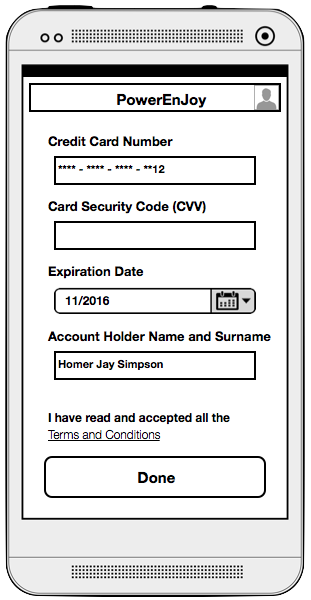 PowerEnJoy
Credit Card Number
**** - **** - **** - **12
Card Security Code (CVV)
Expiration Date
11/2016
Account Holder Name and Surname
Homer Jay Simpson
I have read and accepted all the
Terms and Conditions
Done